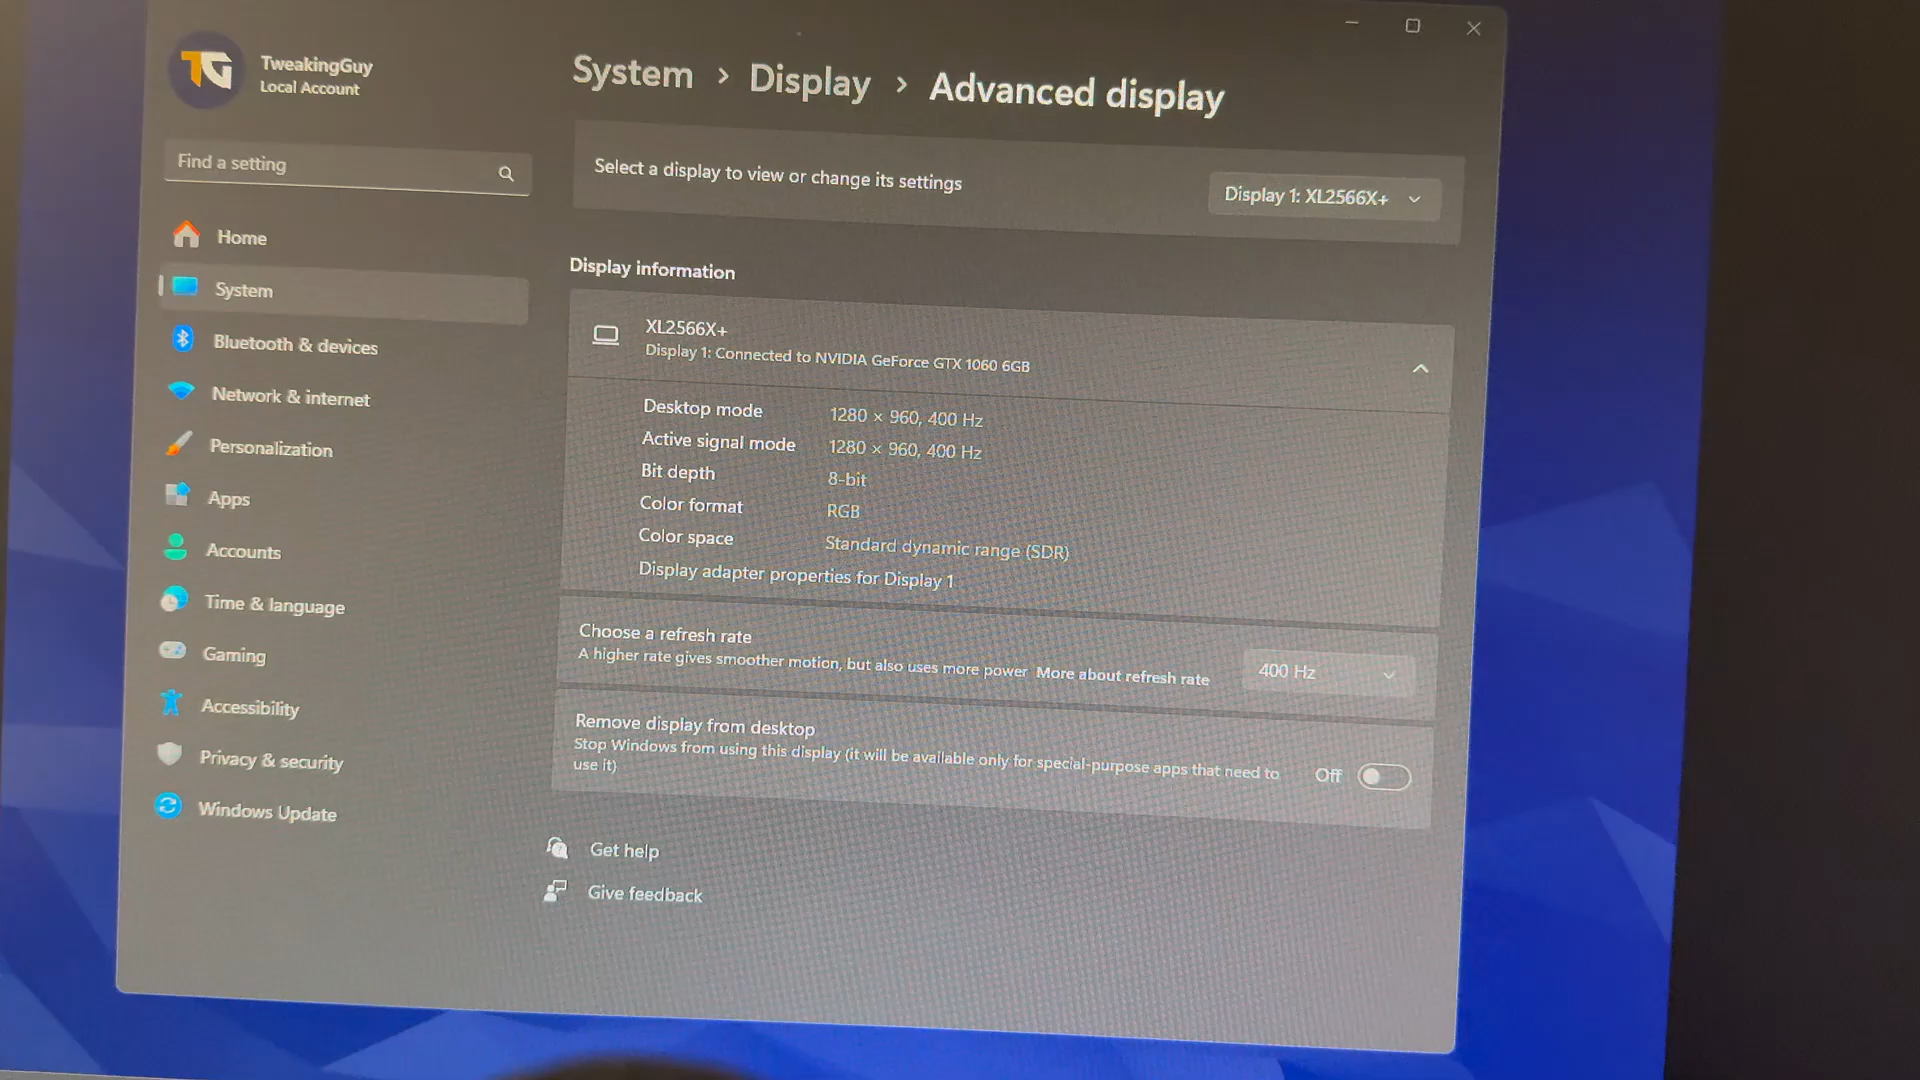 TG
TweakingGuy
Local Account
Find a setting
Home
System
Bluetooth & devices
Network & internet
Personalization
Apps
Accounts
Time & language
Gaming
Accessibility
Privacy & security
Windows Update
System > Display > Advanced display
Select a display to view or change its settings
Display 1: XL2566X+
Display information
XL2566X+
Display 1: Connected to NVIDIA GeForce GTX 1060 6GB
Desktop mode 1280 × 960, 400 Hz
Active signal mode 1280 × 960, 400 Hz
Bit depth 8-bit
Color format RGB
Color space Standard dynamic range (SDR)
Display adapter properties for Display 1
Choose a refresh rate
A higher rate gives smoother motion, but also uses more power More about refresh rate
400 Hz
Remove display from desktop
Stop Windows from using this display (it will be available only for special-purpose apps that need to
use it)
Off
Get help
Give feedback